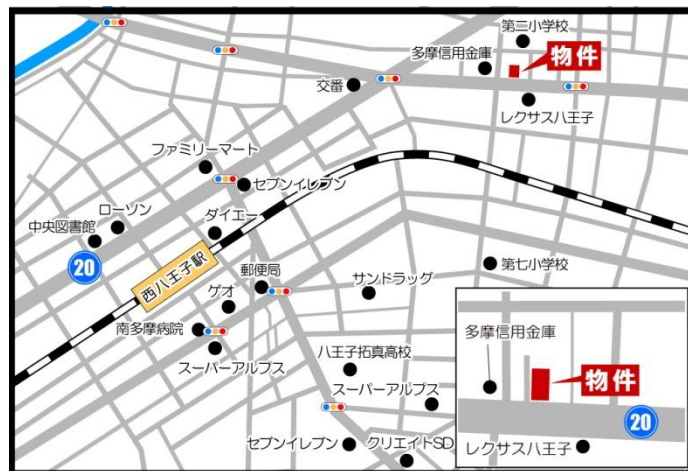 第三小学校
多摩信用金庫
物件
交番
レクサス八王子
ファミリーマート
セブンイレブン
ローソン
ダイエー
中央図書館
20
西八王子駅
郵便局
サンドラッグ
第七小学校
ゲオ
南多摩病院
スーパーアルプス
八王子拓真高校
スーパーアルプス
セブンイレブン
クリエイトSD
多摩信用金庫
物件
20
レクサス八王子